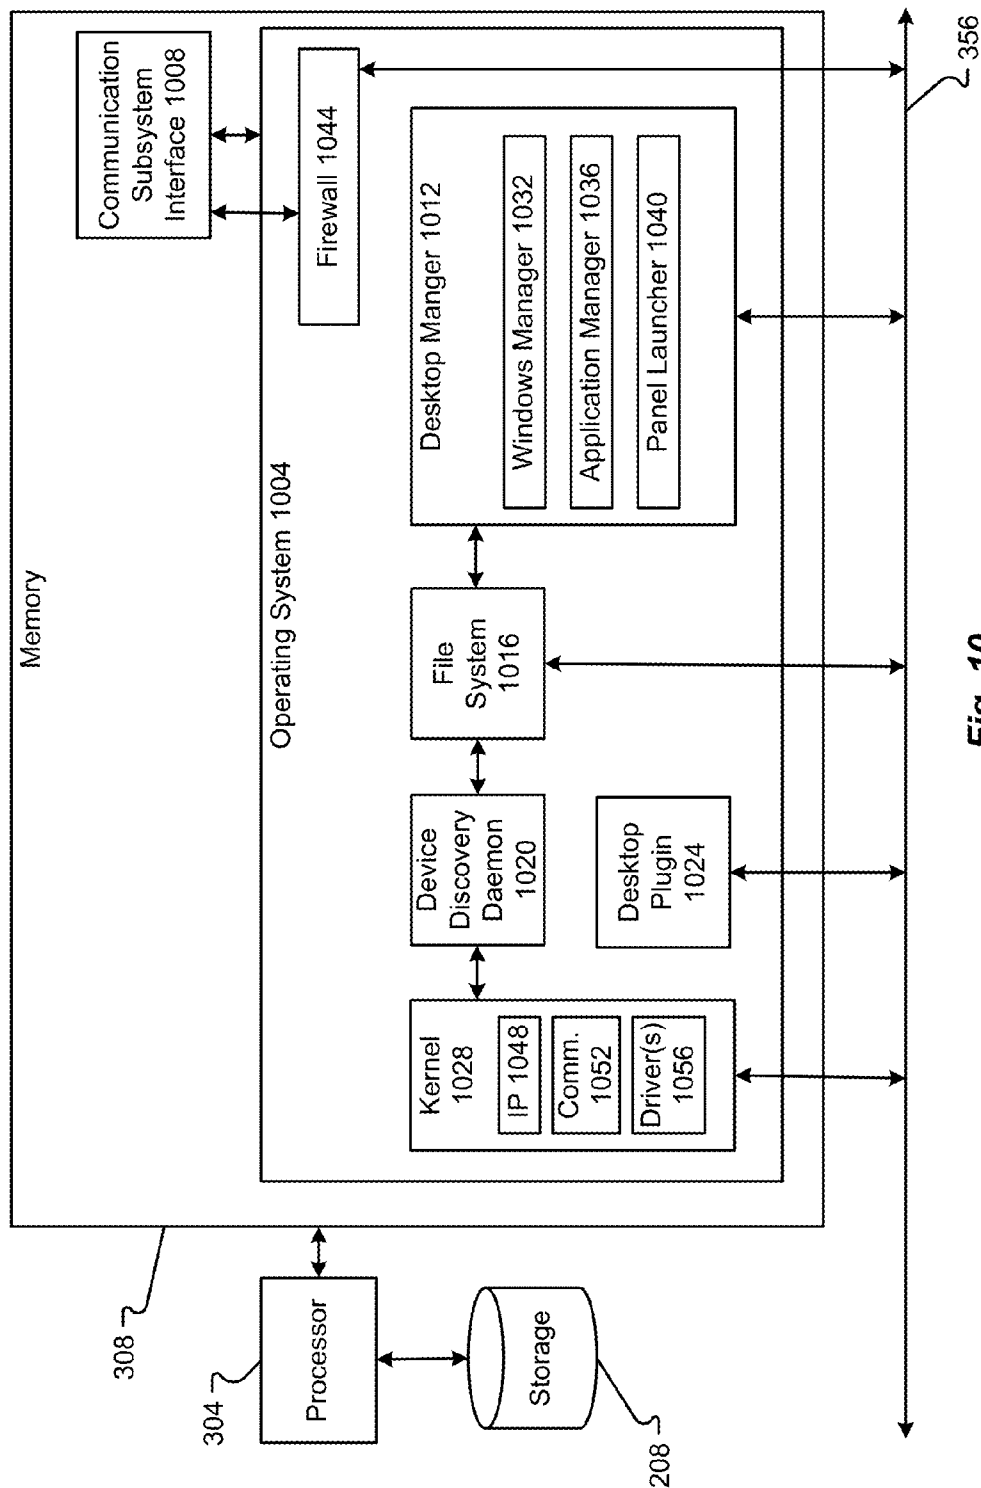 Memory
Communication
Subsystem
Interface 1008
Operating System 1004
Firewall 1044
Kernel
1028
IP 1048
Comm.
1052
Driver(s)
1056
Device
Discovery
Daemon
1020
Desktop
Plugin
1024
File
System
1016
Desktop Manger 1012
Windows Manager 1032
Application Manager 1036
Panel Launcher 1040
308
304
Processor
Storage
208
356
Fig. 10